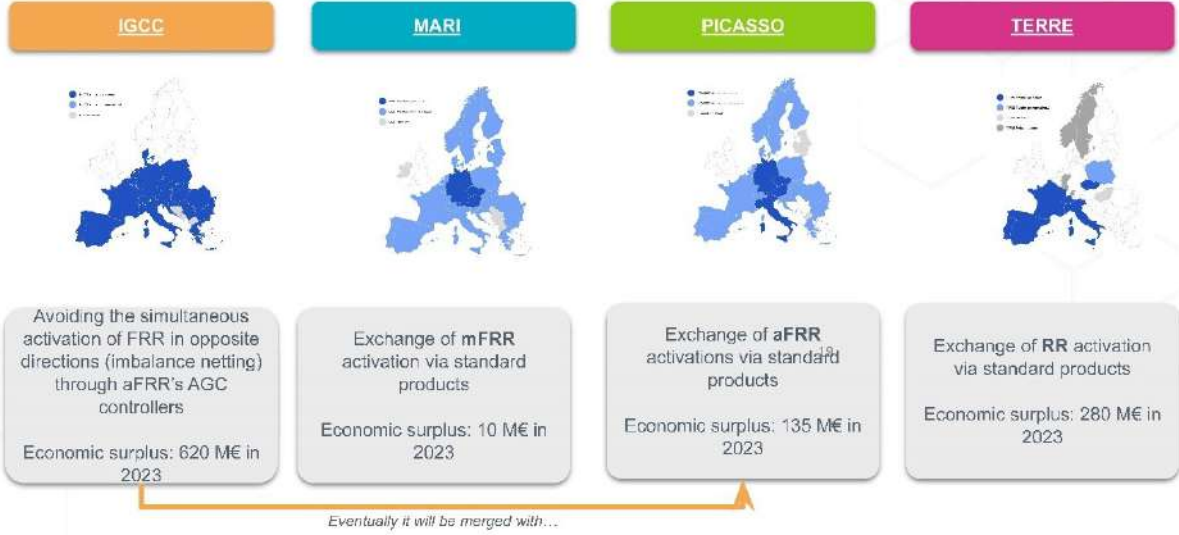 IGCC
MARI
PICASSO
TERRE
Avoiding the simultaneous
activation of FRR in opposite
directions (imbalance netting)
through aFRR's AGC
controllers
Economic surplus: 620 M€ in
2023
Exchange of mFRR
activation via standard
products
Economic surplus: 10 M€ in
2023
Exchange of aFRR
activations via standard
products
19
Economic surplus: 135 M€ in
2023
Exchange of RR activation
via standard products
Economic surplus: 280 M€ in
2023
Eventually it will be merged with...